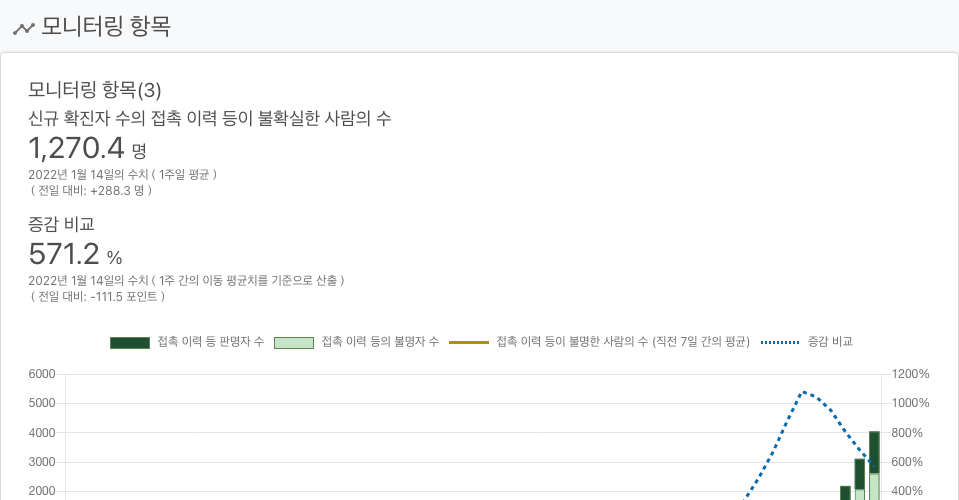 모니터링 항목
모니터링 항목(3)
신규 확진자 수의 접촉 이력 등이 불확실한 사람의 수
1,270.4 명
2022년 1월 14일의 수치 ( 1주일 평균 )
( 전일 대비: +288.3 명 )
증감 비교
571.2 %
2022년 1월 14일의 수치 ( 1주 간의 이동 평균치를 기준으로 산출 )
( 전일 대비: -111.5 포인트 )
접촉 이력 등 판명자 수 접촉 이력 등의 불명자 수 접촉 이력 등이 불명한 사람의 수 (직전 7일 간의 평균) 증감 비교
6000 1200%
5000 1000%
4000 800%
3000 600%
2000 400%